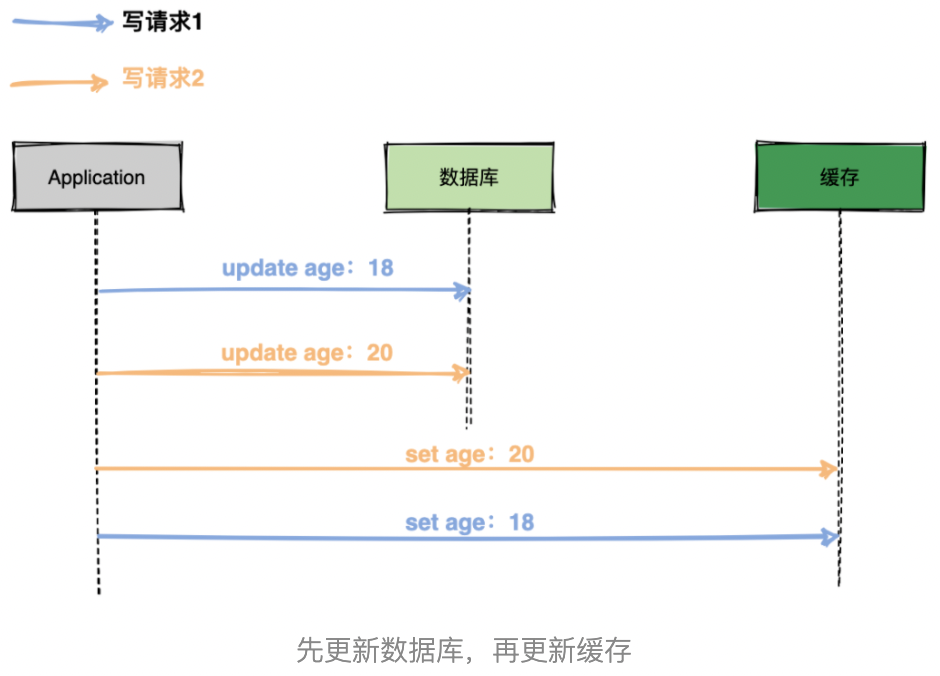 写请求1
写请求2
Application
数据库
缓存
update age：18
update age：20
set age：20
set age：18
先更新数据库，再更新缓存